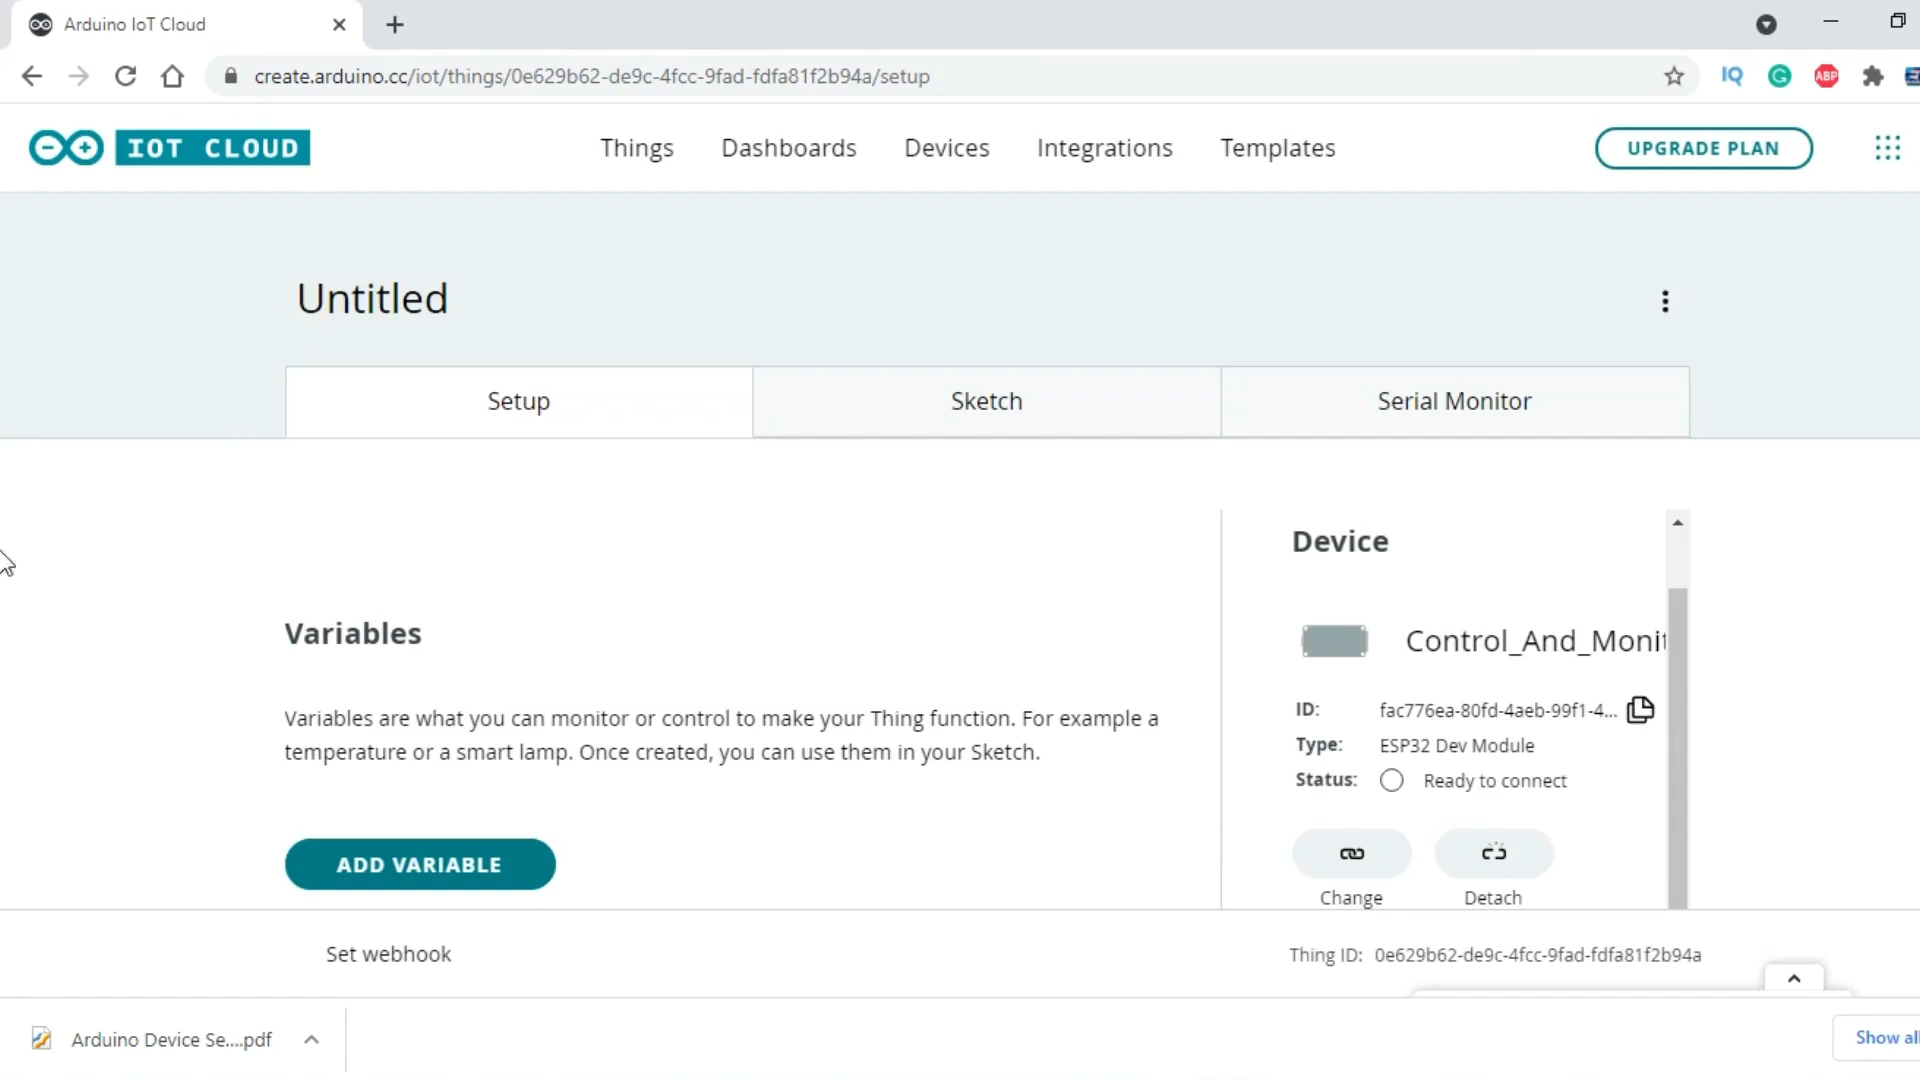 Arduino IoT Cloud
create.arduino.cc/iot/things/0e629b62-de9c-4fcc-9fad-fdfa81f2b94a/setup
IQ
ABP
IOT CLOUD
Things
Dashboards
Devices
Integrations
Templates
UPGRADE PLAN
Untitled
Setup
Sketch
Serial Monitor
Variables
Variables are what you can monitor or control to make your Thing function. For example a
temperature or a smart lamp. Once created, you can use them in your Sketch.
ADD VARIABLE
Device
Control_And_Monit
ID: fac776ea-80fd-4aeb-99f1-4...
Type: ESP32 Dev Module
Status: Ready to connect
Change
Detach
Set webhook
Thing ID: 0e629b62-de9c-4fcc-9fad-fdfa81f2b94a
Arduino Device Se....pdf
Show all